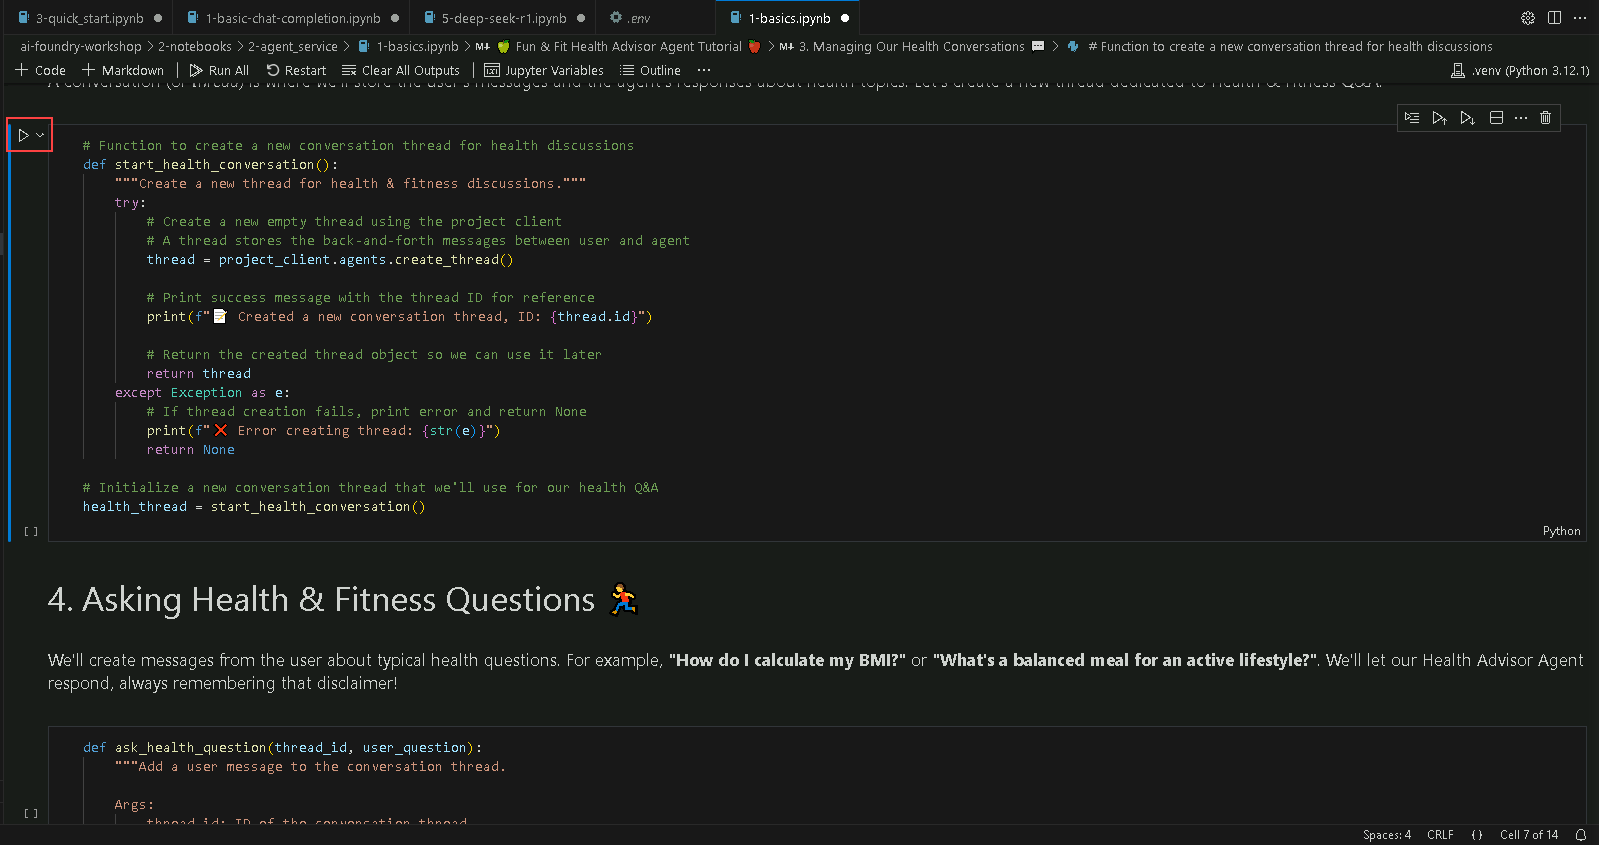 3-quick_start.ipynb 1-basic-chat-completion.ipynb 5-deep-seek-r1.ipynb .env 1-basics.ipynb
ai-foundry-workshop > 2-notebooks > 2-agent_service > 1-basics.ipynb > M↓ 🍏 Fun & Fit Health Advisor Agent Tutorial 🍎 > M↓ 3. Managing Our Health Conversations 💬 > # Function to create a new conversation thread for health discussions
+ Code + Markdown Run All Restart Clear All Outputs Jupyter Variables Outline ... .venv (Python 3.12.1)
A conversation (or thread) is where we'll store the user's messages and the agent's responses about health topics. Let's create a new thread dedicated to Health & Fitness Q&A.
# Function to create a new conversation thread for health discussions
def start_health_conversation():
"""Create a new thread for health & fitness discussions."""
try:
# Create a new empty thread using the project client
# A thread stores the back-and-forth messages between user and agent
thread = project_client.agents.create_thread()
# Print success message with the thread ID for reference
print(f"📝 Created a new conversation thread, ID: {thread.id}")
# Return the created thread object so we can use it later
return thread
except Exception as e:
# If thread creation fails, print error and return None
print(f"❌ Error creating thread: {str(e)}")
return None
# Initialize a new conversation thread that we'll use for our health Q&A
health_thread = start_health_conversation()
[ ]
Python
4. Asking Health & Fitness Questions 🏃
We'll create messages from the user about typical health questions. For example, "How do I calculate my BMI?" or "What's a balanced meal for an active lifestyle?". We'll let our Health Advisor Agent
respond, always remembering that disclaimer!
def ask_health_question(thread_id, user_question):
"""Add a user message to the conversation thread.
Args:
[ ]
thread_id: ID of the conversation thread
Spaces: 4 CRLF {} Cell 7 of 14